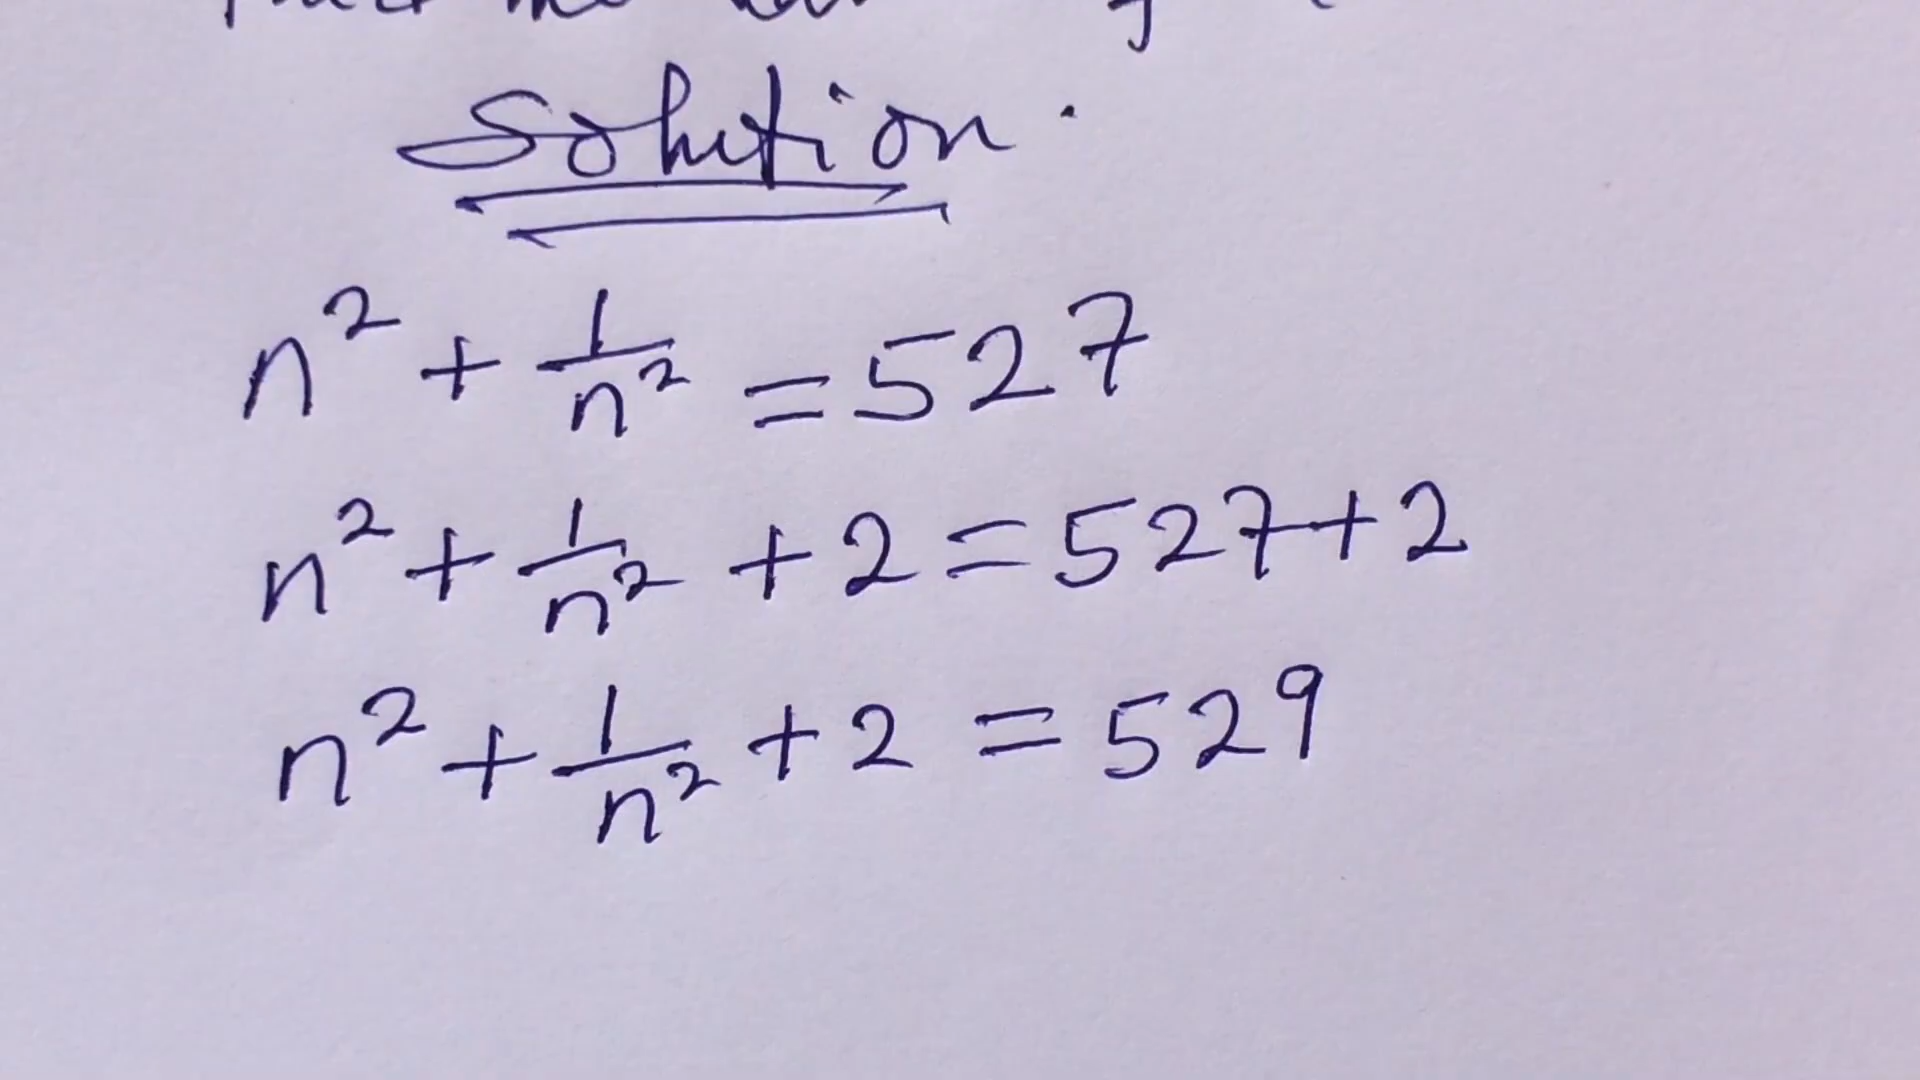 Solution.
n² + 1/n² = 527
n² + 1/n² + 2 = 527 + 2
n² + 1/n² + 2 = 529